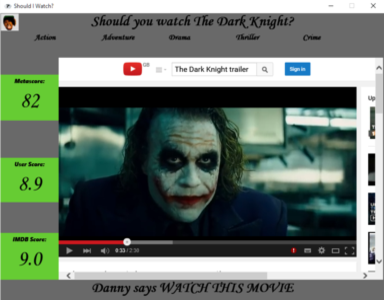 Should I Watch?
Should you watch The Dark Knight?
Action Adventure Drama Thriller Crime
YouTube GB The Dark Knight trailer Sign in
Metascore:
82
Up
User Score:
8.9
IMDB Score:
9.0
0:33 / 2:30
Danny says WATCH THIS MOVIE